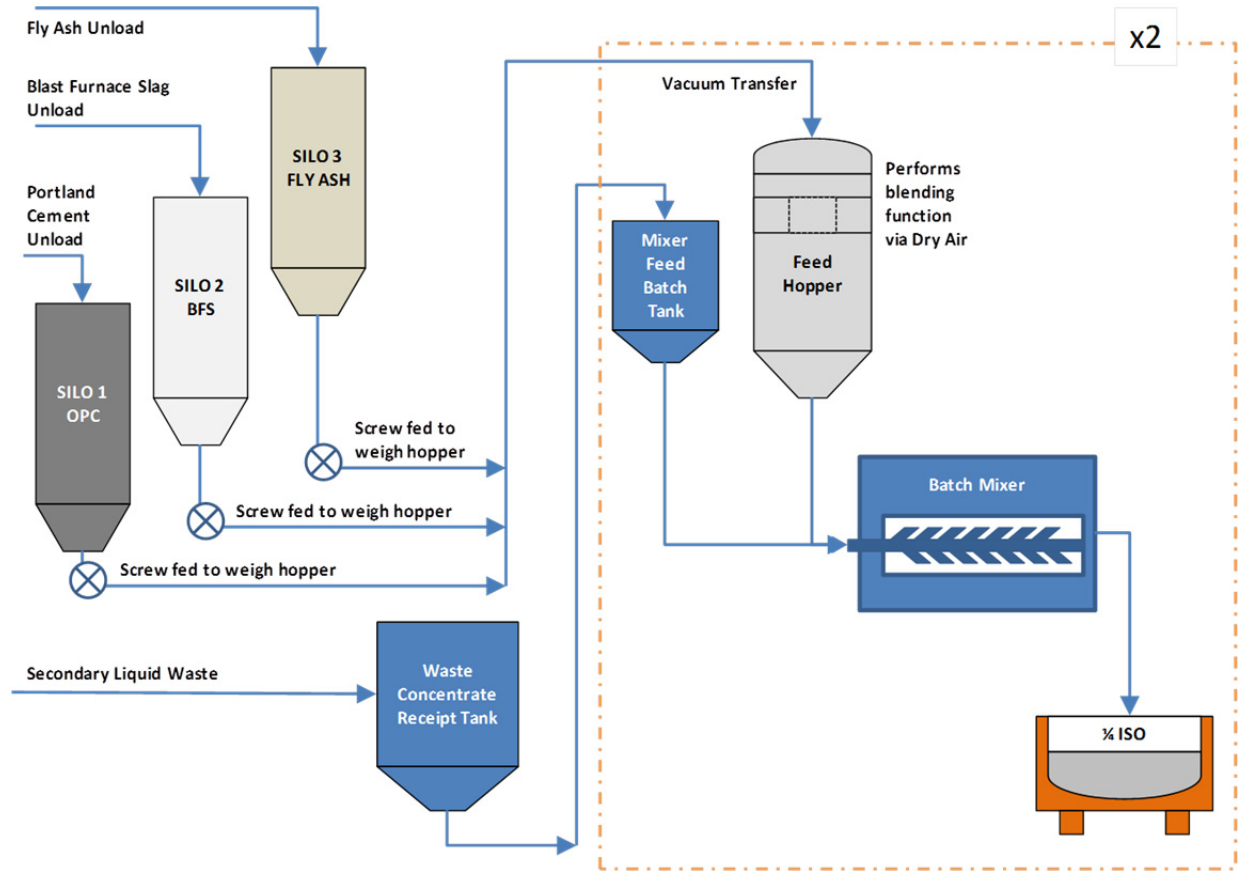 Fly Ash Unload
x2
Blast Furnace Slag
Unload
Vacuum Transfer
SILO 3
FLY ASH
Portland
Cement
Unload
Performs
blending
function
via Dry Air
Mixer
Feed
Batch
Tank
Feed
Hopper
SILO 2
BFS
SILO 1
OPC
Screw fed to
weigh hopper
Batch Mixer
Screw fed to weigh hopper
Screw fed to weigh hopper
Secondary Liquid Waste
Waste
Concentrate
Receipt Tank
¼ ISO